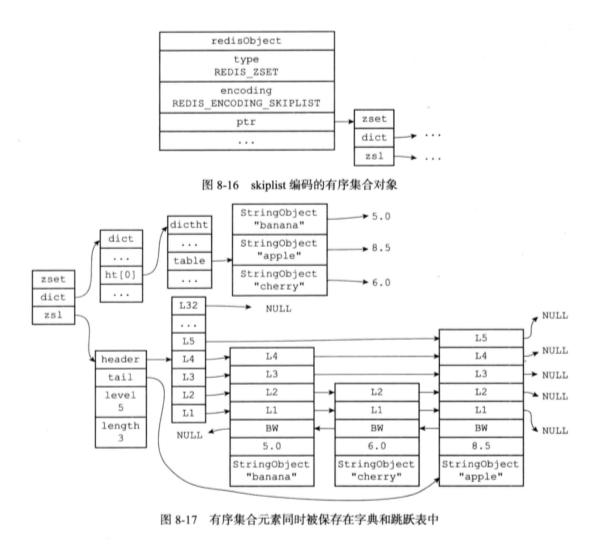 redisObject
type
REDIS_ZSET
encoding
REDIS_ENCODING_SKIPLIST
ptr
...
zset
dict
...
zsl
...
图 8-16 skiplist 编码的有序集合对象
zset
dict
zsl
dict
...
ht[0]
...
dictht
...
table
...
StringObject
"banana"
5.0
StringObject
"apple"
8.5
StringObject
"cherry"
6.0
header
tail
level
5
length
3
L32
NULL
...
L5
L4
L3
L2
L1
NULL
L4
L3
L2
L1
BW
5.0
StringObject
"banana"
L2
L1
BW
6.0
StringObject
"cherry"
L5
L4
L3
L2
L1
BW
8.5
StringObject
"apple"
NULL
NULL
NULL
NULL
NULL
图 8-17 有序集合元素同时被保存在字典和跳跃表中